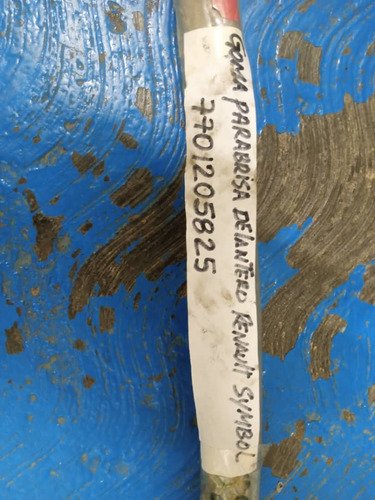 GOMA PARABRISA DELANTERO RENAULT SYMBOL
7701205825